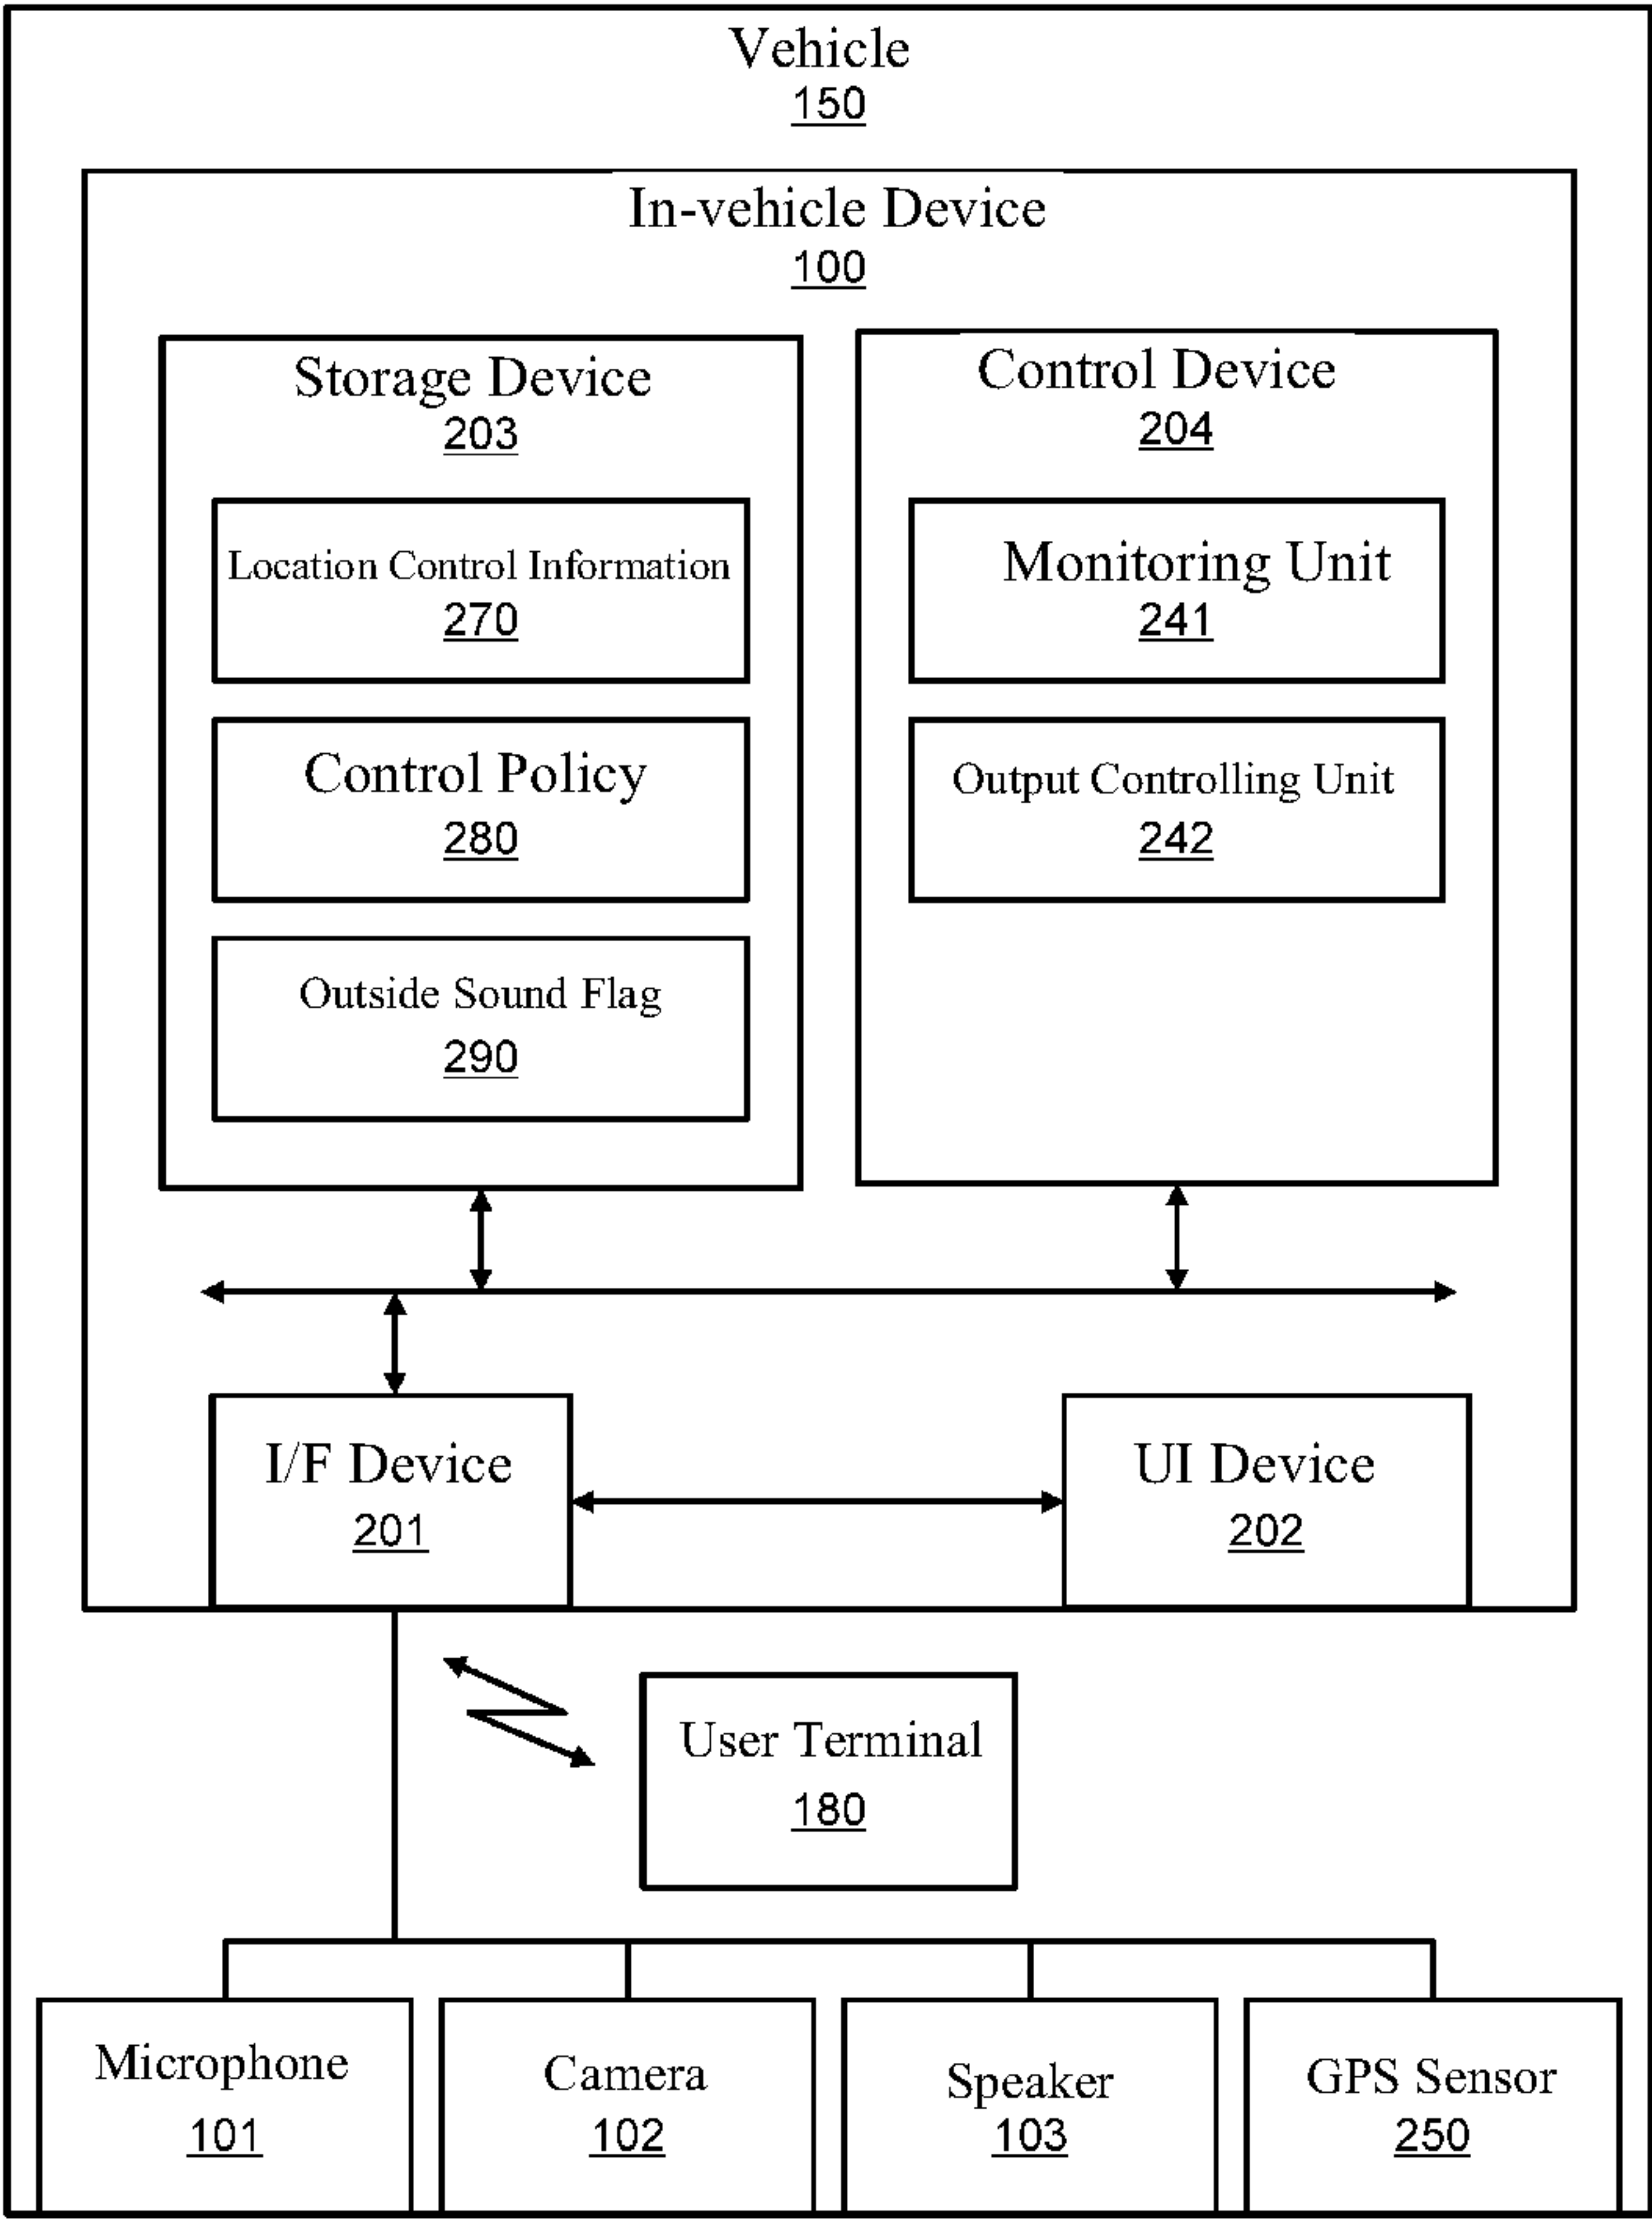 Vehicle
150
In-vehicle Device
100
Storage Device
203
Location Control Information
270
Control Policy
280
Outside Sound Flag
290
Control Device
204
Monitoring Unit
241
Output Controlling Unit
242
I/F Device
201
UI Device
202
User Terminal
180
Microphone
101
Camera
102
Speaker
103
GPS Sensor
250